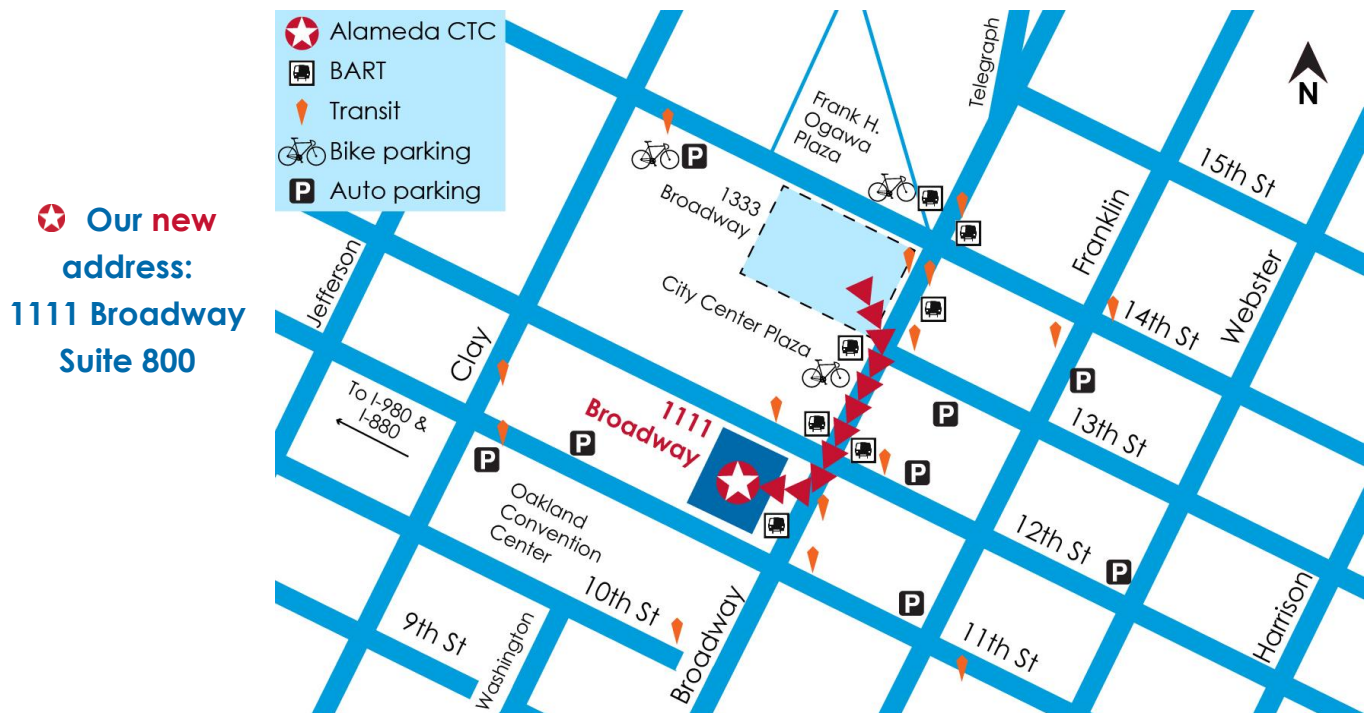 Our new
address:
1111 Broadway
Suite 800
Alameda CTC
BART
Transit
Bike parking
P Auto parking
N
Telegraph
Frank H.
Ogawa
Plaza
15th St
P
1333
Broadway
Franklin
Webster
Jefferson
City Center Plaza
14th St
Clay
P
13th St
To I-980 &
I-880
1111
Broadway
P
P
P
P
Oakland
Convention
Center
12th St
P
10th St
P
Harrison
9th St
Washington
Broadway
11th St